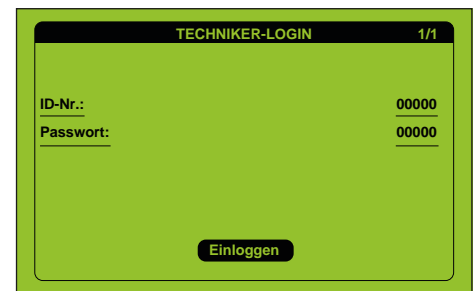 TECHNIKER-LOGIN 1/1
ID-Nr.: 00000
Passwort: 00000
Einloggen